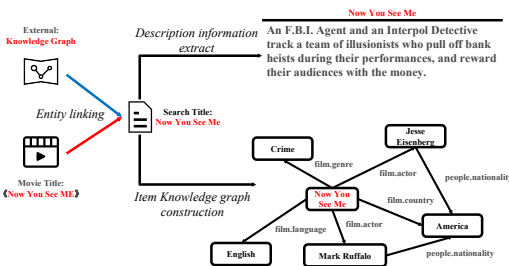 External:
Knowledge Graph
Entity linking
Movie Title:
《Now You See ME》
Search Title:
Now You See Me
Description information
extract
Now You See Me
An F.B.I. Agent and an Interpol Detective
track a team of illusionists who pull off bank
heists during their performances, and reward
their audiences with the money.
Item Knowledge graph
construction
Crime
Jesse
Eisenberg
film.genre
film.actor
people.nationality
Now You
See Me
film.country
film.language
film.actor
America
English
Mark Ruffalo
people.nationality